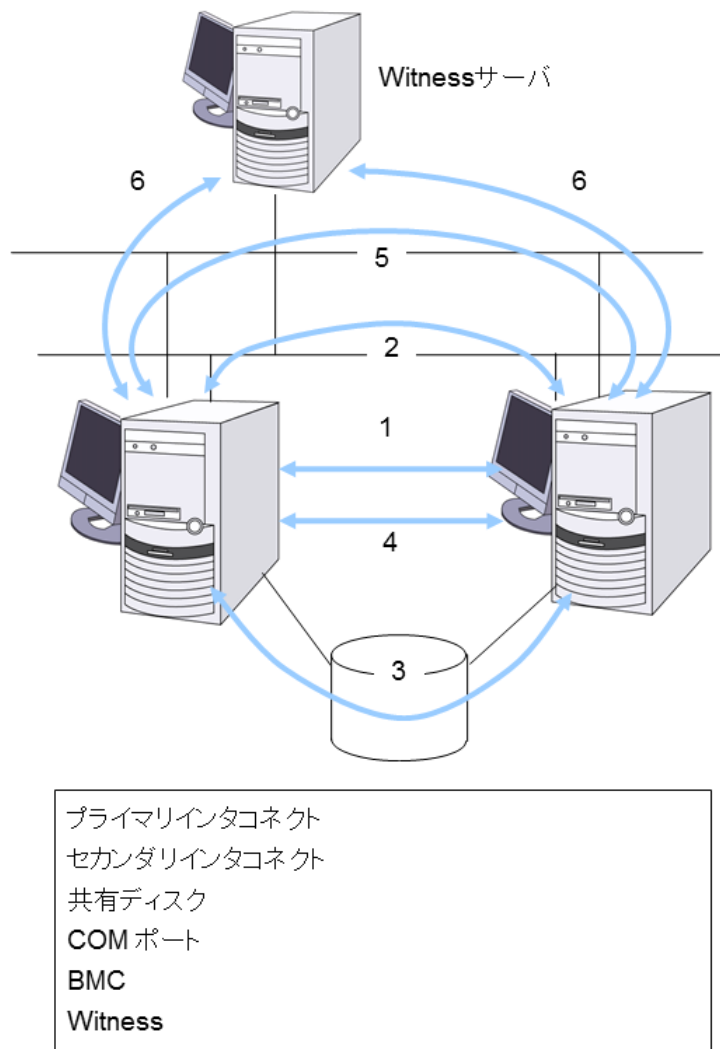 Witnessサーバ
6
6
5
2
1
4
3
プライマリインタコネクト
セカンダリインタコネクト
共有ディスク
COM ポート
BMC
Witness